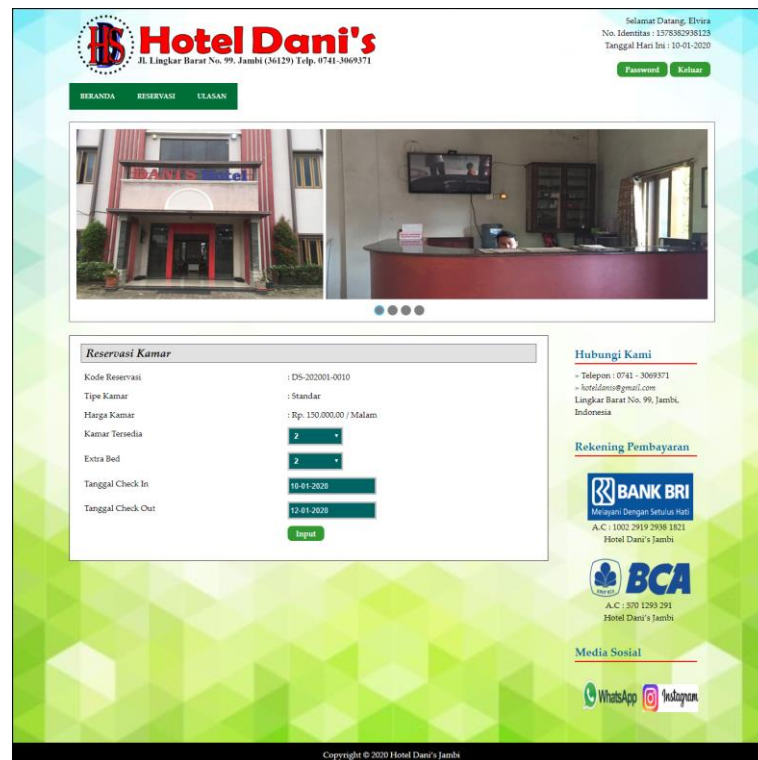 Selamat Datang, Elvira
No. Identitas : 1578382938123
Tanggal Hari Ini : 10-01-2020
Password Keluar
HDS
Hotel Dani's
Jl. Lingkar Barat No. 99. Jambi (36129) Telp. 0741-3069371
BERANDA RESERVASI ULASAN
DANI'S Hotel
Reservasi Kamar
Kode Reservasi : DS-202001-0010
Tipe Kamar : Standar
Harga Kamar : Rp. 150.000,00 / Malam
Kamar Tersedia 2
Extra Bed 2
Tanggal Check In 10-01-2020
Tanggal Check Out 12-01-2020
Input
Hubungi Kami
» Telepon : 0741 - 3069371
» hoteldanis@gmail.com
Lingkar Barat No. 99, Jambi,
Indonesia
Rekening Pembayaran
BANK BRI
Melayani Dengan Setulus Hati
A.C : 1002 2919 2938 1821
Hotel Dani's Jambi
BCA
A.C : 570 1293 291
Hotel Dani's Jambi
Media Sosial
WhatsApp Instagram
Copyright © 2020 Hotel Dani's Jambi